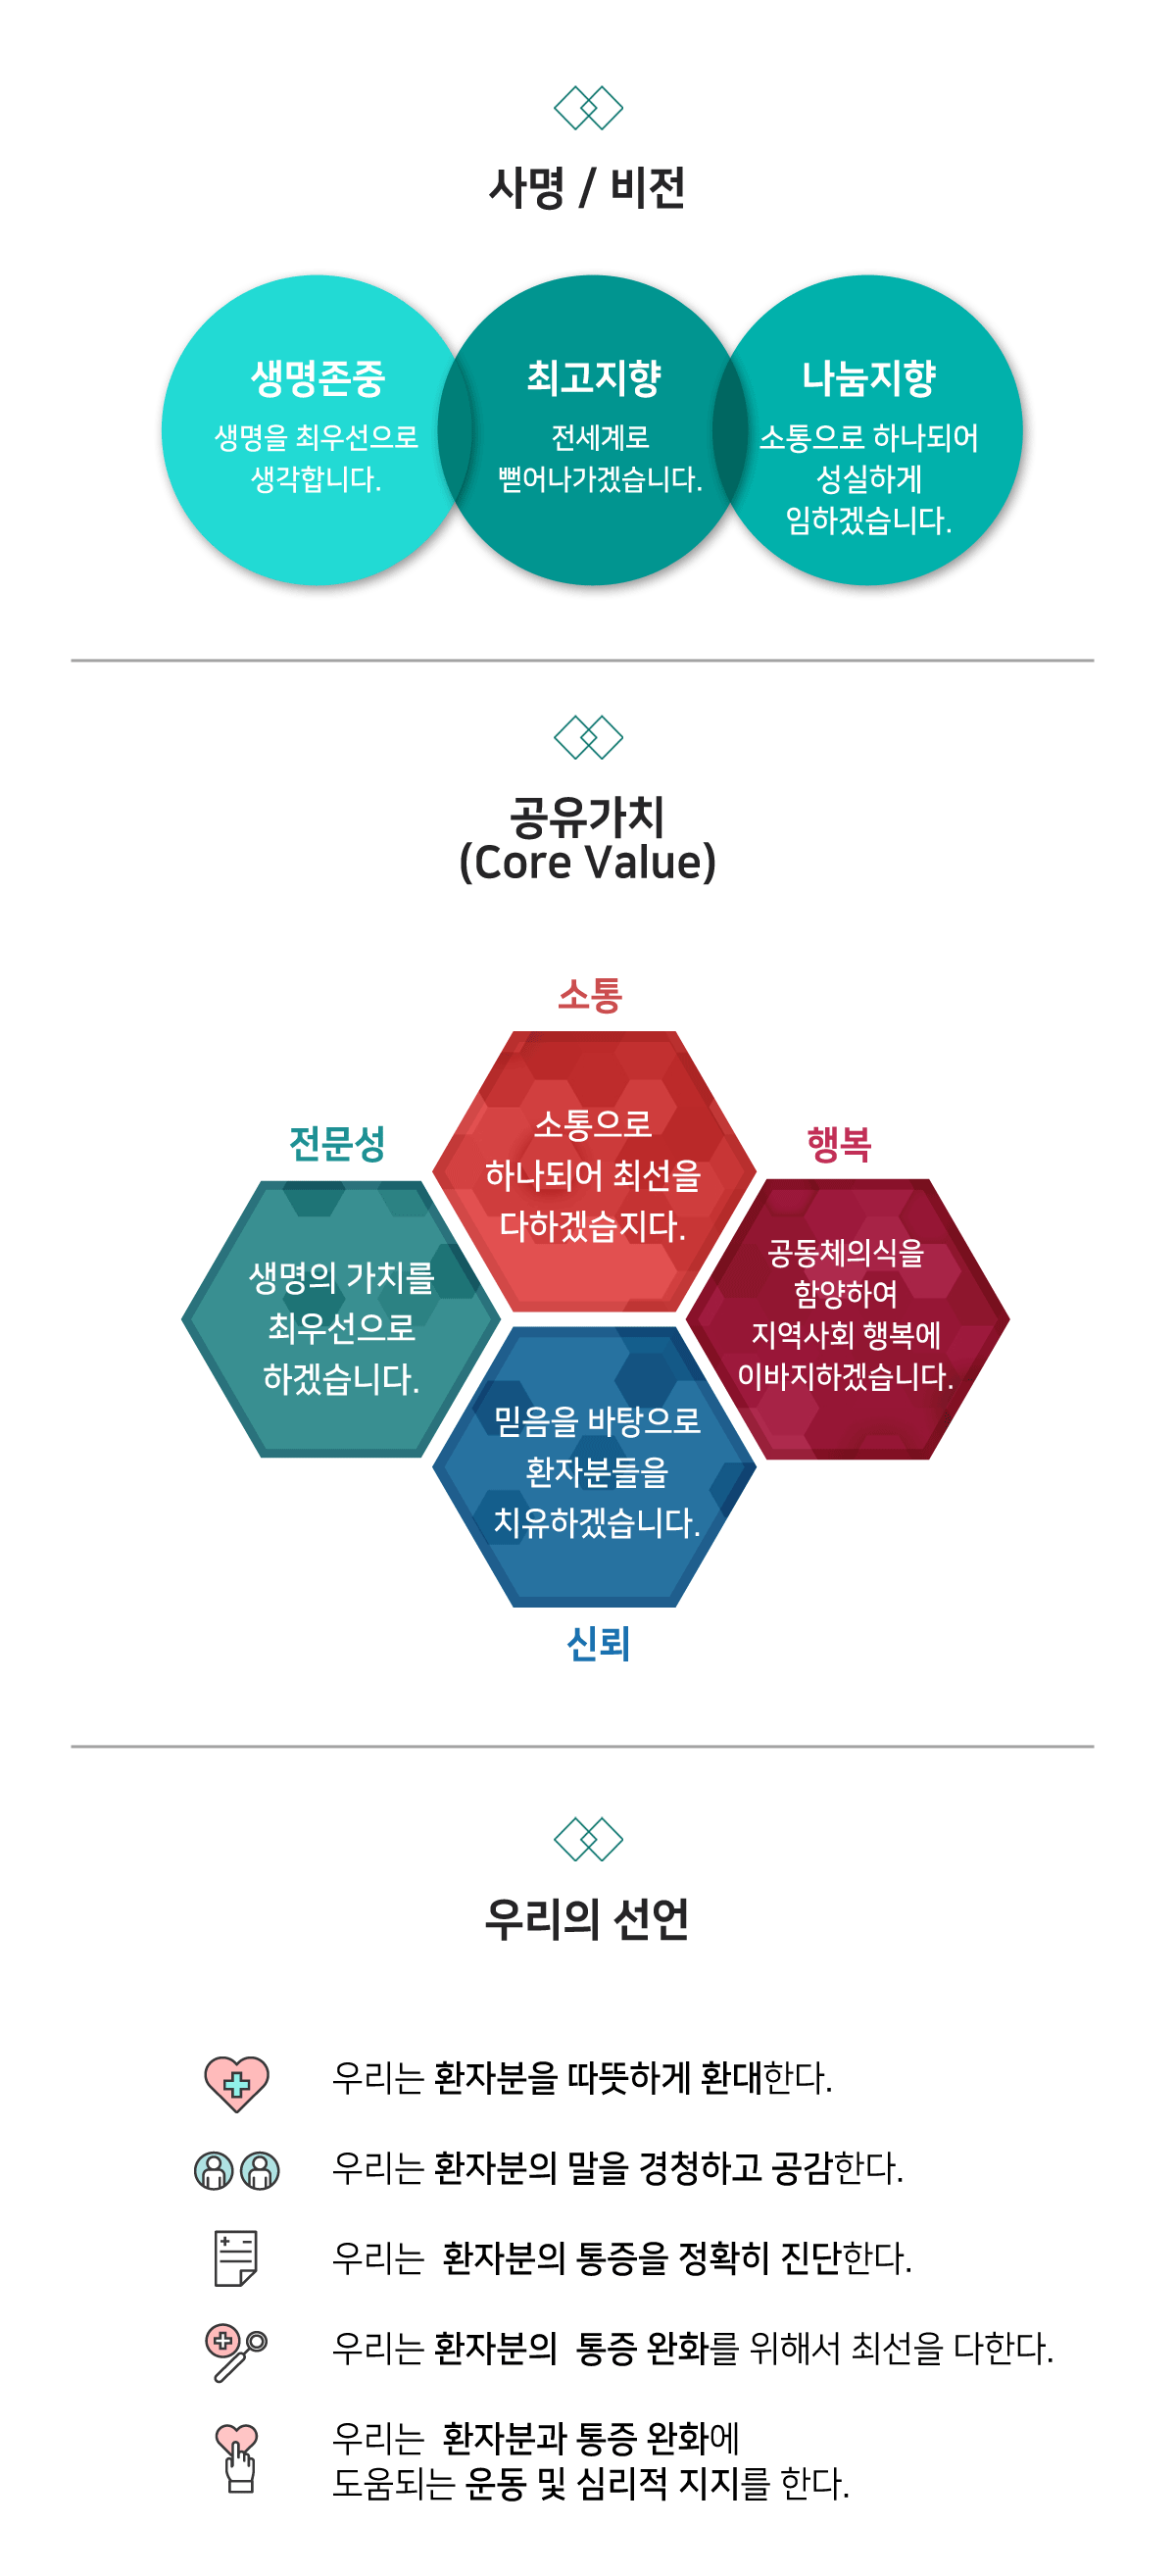 사명 / 비전
생명존중
생명을 최우선으로
생각합니다.
최고지향
전세계로
뻗어나가겠습니다.
나눔지향
소통으로 하나되어
성실하게
임하겠습니다.
공유가치
(Core Value)
소통
소통으로
하나되어 최선을
다하겠습지다.
전문성
생명의 가치를
최우선으로
하겠습니다.
행복
공동체의식을
함양하여
지역사회 행복에
이바지하겠습니다.
믿음을 바탕으로
환자분들을
치유하겠습니다.
신뢰
우리의 선언
우리는 환자분을 따뜻하게 환대한다.
우리는 환자분의 말을 경청하고 공감한다.
우리는 환자분의 통증을 정확히 진단한다.
우리는 환자분의 통증 완화를 위해서 최선을 다한다.
우리는 환자분과 통증 완화에
도움되는 운동 및 심리적 지지를 한다.